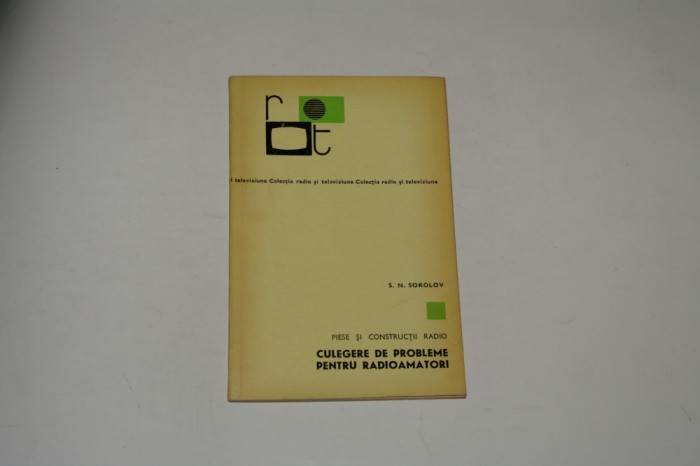 r
t
i televiziune Colecția radio și televiziune Colecția radio și televiziune
S. N. SOKOLOV
PIESE ȘI CONSTRUCȚII RADIO
CULEGERE DE PROBLEME
PENTRU RADIOAMATORI